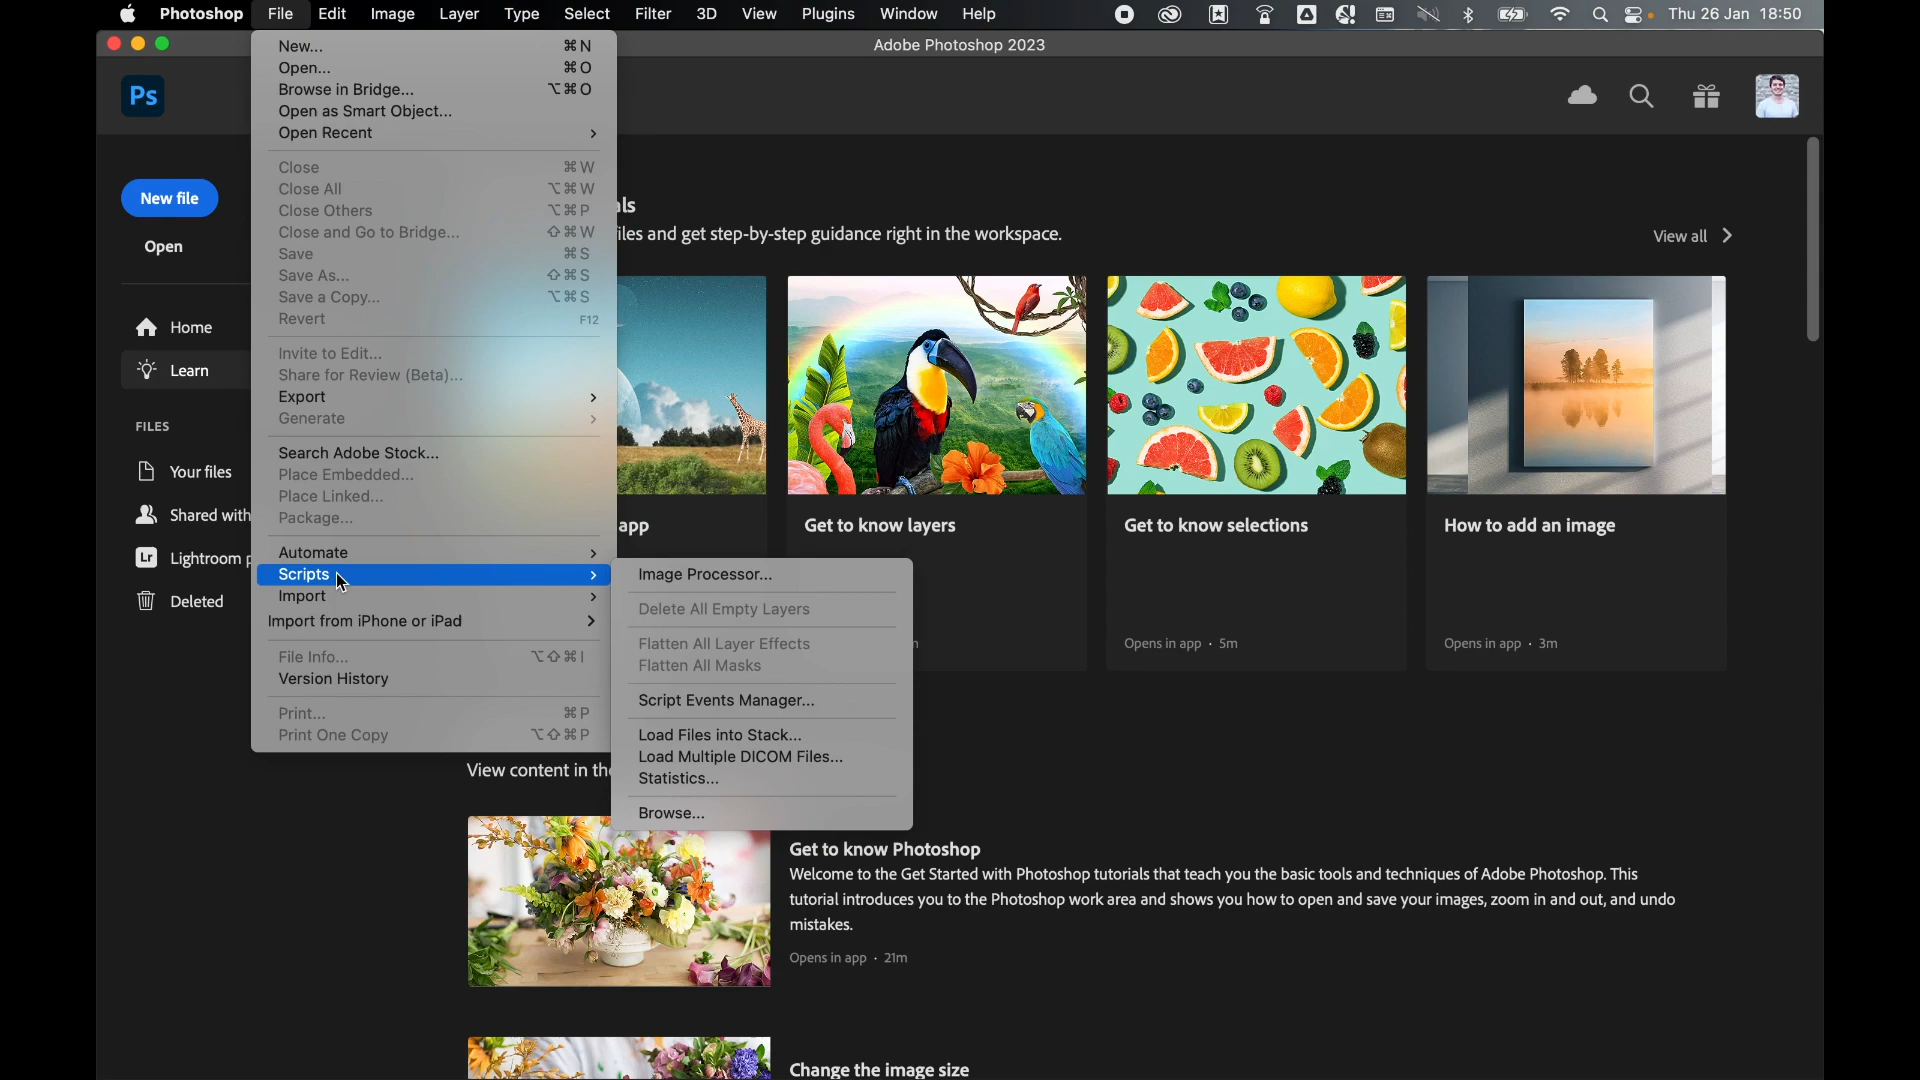 Photoshop File Edit Image Layer Type Select Filter 3D View Plugins Window Help Thu 26 Jan 18:50
Adobe Photoshop 2023
Ps
New file
Open
Home
Learn
FILES
Your files
Shared with
Lr Lightroom p
Deleted
New... ⌘N
Open... ⌘O
Browse in Bridge... ⌥⌘O
Open as Smart Object...
Open Recent >
Close ⌘W
Close All ⌥⌘W
Close Others ⌥⌘P
Close and Go to Bridge... ⇧⌘W
Save ⌘S
Save As... ⇧⌘S
Save a Copy... ⌥⌘S
Revert F12
Invite to Edit...
Share for Review (Beta)...
Export >
Generate >
Search Adobe Stock...
Place Embedded...
Place Linked...
Package...
Automate >
Scripts >
Import >
Import from iPhone or iPad >
File Info... ⌥⇧⌘I
Version History
Print... ⌘P
Print One Copy ⌥⇧⌘P
Image Processor...
Delete All Empty Layers
Flatten All Layer Effects
Flatten All Masks
Script Events Manager...
Load Files into Stack...
Load Multiple DICOM Files...
Statistics...
Browse...
als
files and get step-by-step guidance right in the workspace.
View all >
app
Get to know layers
m
Get to know selections
Opens in app · 5m
How to add an image
Opens in app · 3m
View content in the
Get to know Photoshop
Welcome to the Get Started with Photoshop tutorials that teach you the basic tools and techniques of Adobe Photoshop. This
tutorial introduces you to the Photoshop work area and shows you how to open and save your images, zoom in and out, and undo
mistakes.
Opens in app · 21m
Change the image size